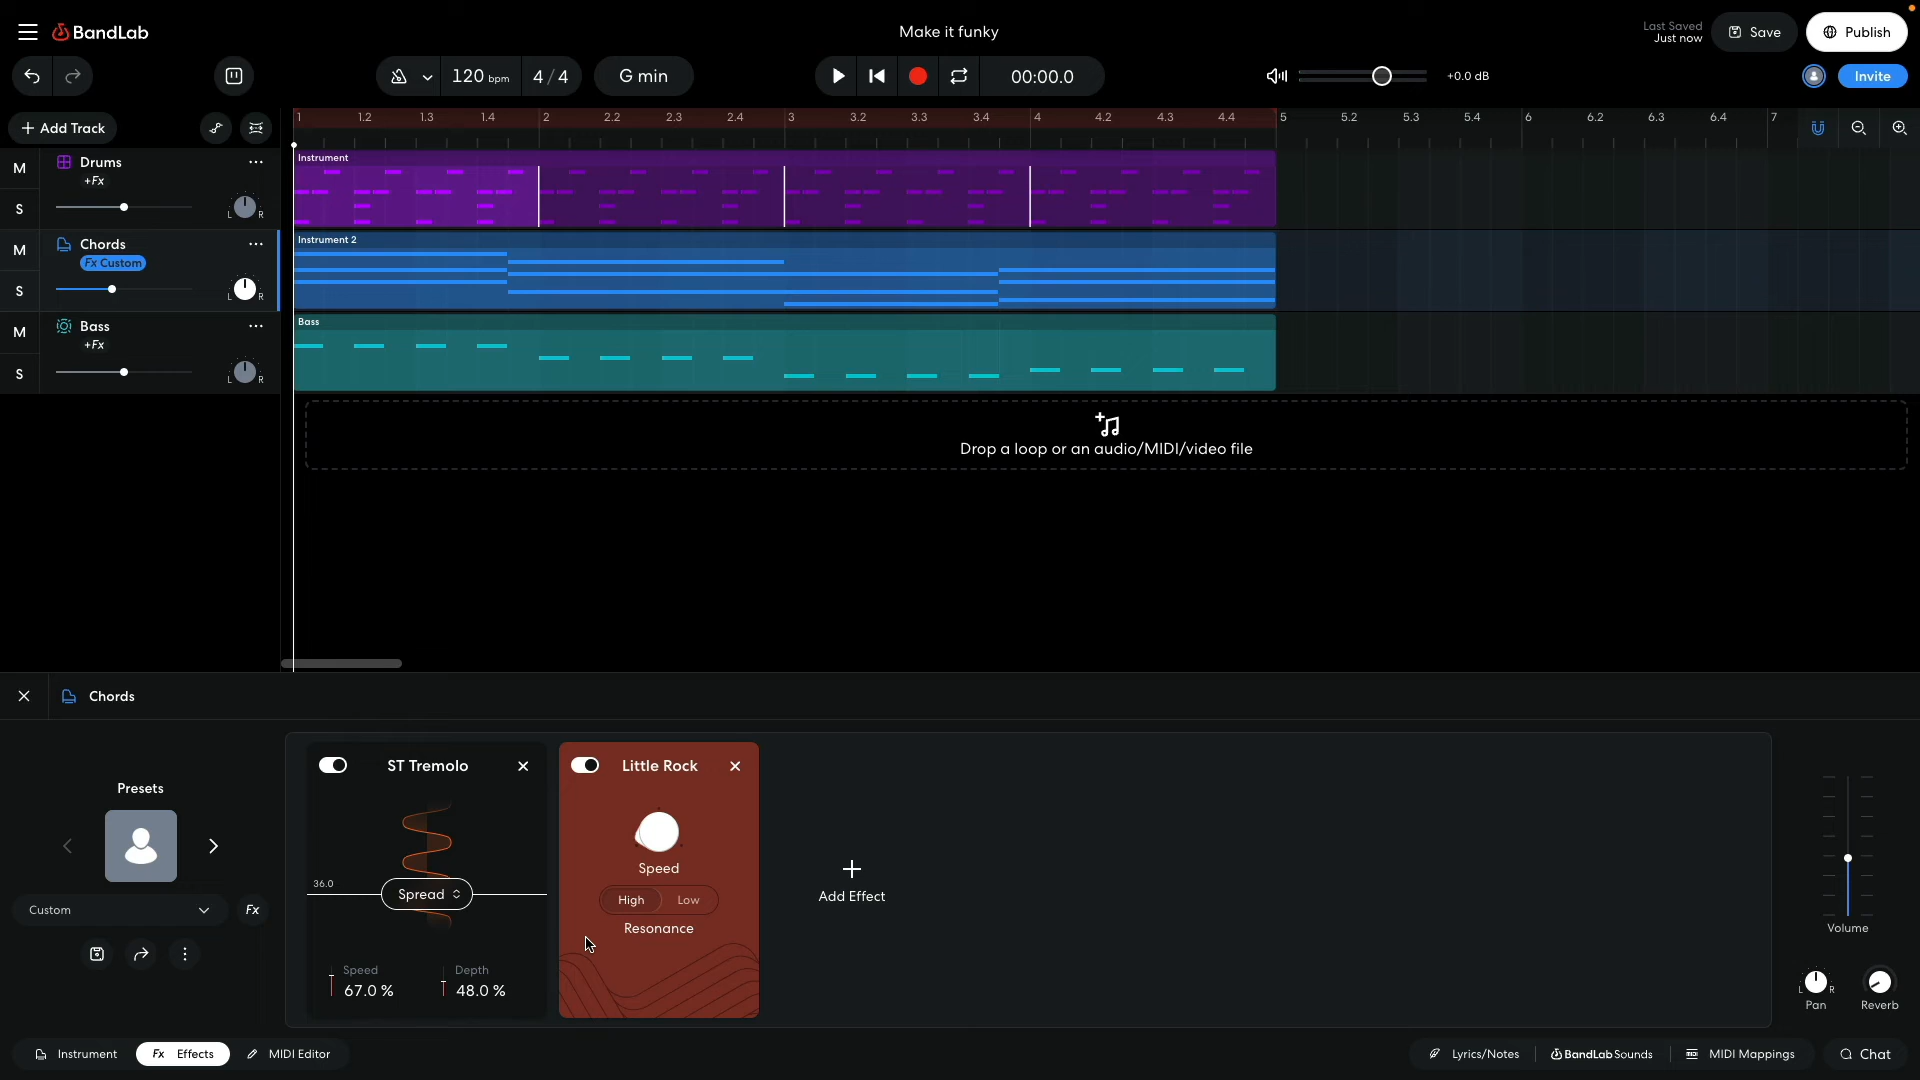 BandLab
Make it funky
Last Saved
Just now
Save
Publish
120 bpm
4 / 4
G min
00:00.0
+0.0 dB
Invite
Add Track
1 1.2 1.3 1.4 2 2.2 2.3 2.4 3 3.2 3.3 3.4 4 4.2 4.3 4.4 5 5.2 5.3 5.4 6 6.2 6.3 6.4 7
M
Drums
+Fx
S
L R
Instrument
M
Chords
Fx Custom
S
L R
Instrument 2
M
Bass
+Fx
S
L R
Bass
Drop a loop or an audio/MIDI/video file
Chords
Presets
Custom
Fx
ST Tremolo
36.0
Spread
Speed
67.0 %
Depth
48.0 %
Little Rock
Speed
High Low
Resonance
Add Effect
Volume
L R
Pan
Reverb
Instrument
Fx Effects
MIDI Editor
Lyrics/Notes
BandLab Sounds
MIDI Mappings
Chat